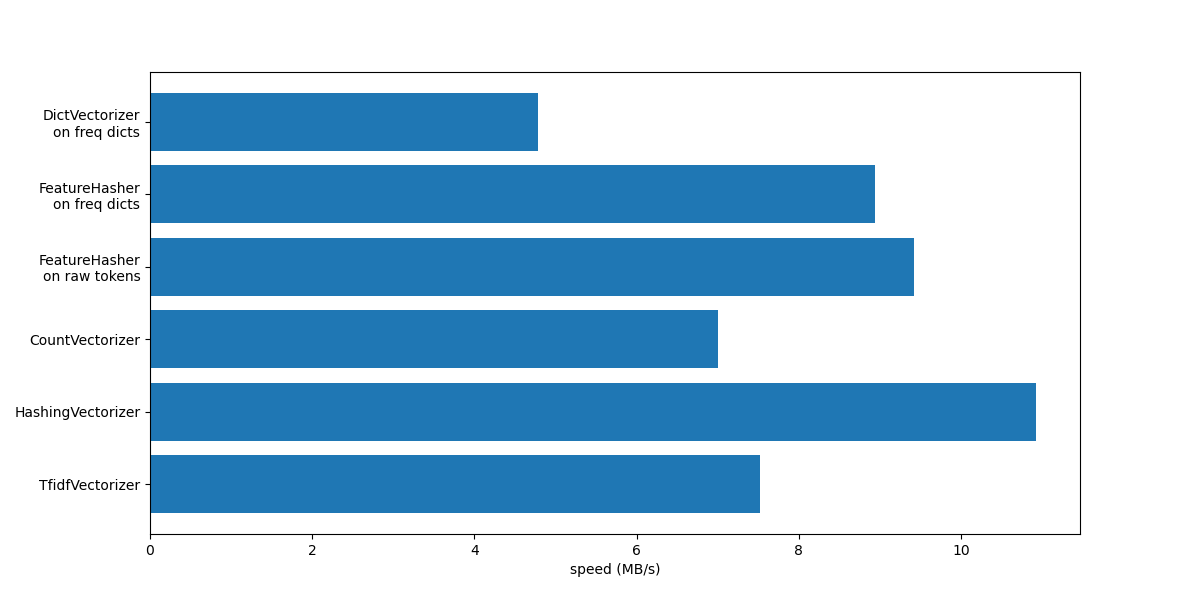 DictVectorizer
on freq dicts
FeatureHasher
on freq dicts
FeatureHasher
on raw tokens
CountVectorizer
HashingVectorizer
TfidfVectorizer
0 2 4 6 8 10
speed (MB/s)